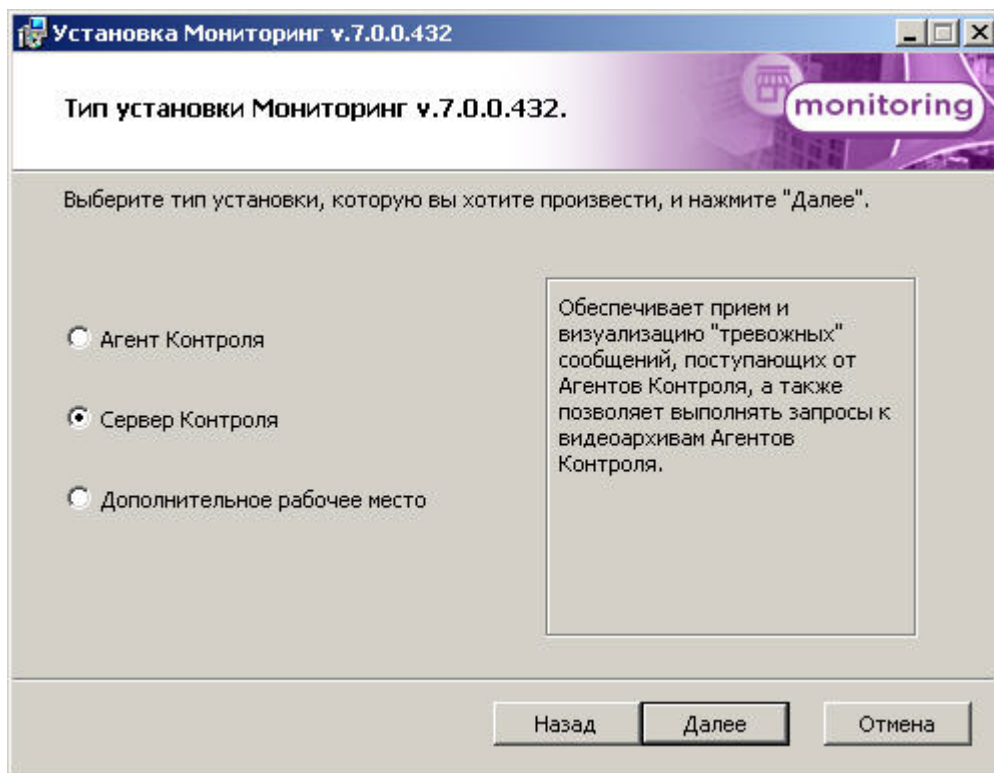 Установка Мониторинг v.7.0.0.432
Тип установки Мониторинг v.7.0.0.432.
monitoring
Выберите тип установки, которую вы хотите произвести, и нажмите "Далее".
Агент Контроля
Сервер Контроля
Дополнительное рабочее место
Обеспечивает прием и
визуализацию "тревожных"
сообщений, поступающих от
Агентов Контроля, а также
позволяет выполнять запросы к
видеоархивам Агентов
Контроля.
Назад
Далее
Отмена